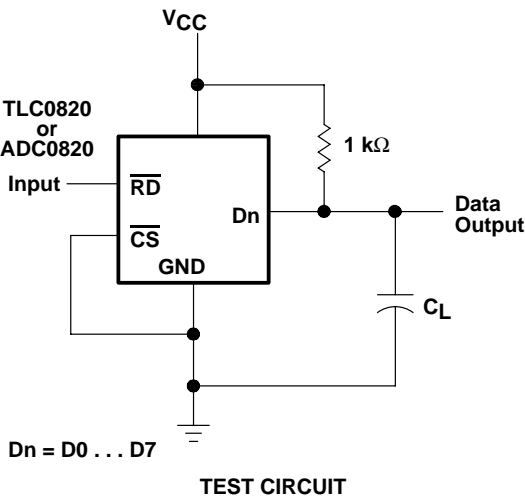 VCC
TLC0820
or
ADC0820
1 kΩ
Input
RD
Dn
Data
Output
CS
GND
CL
Dn = D0 . . . D7
TEST CIRCUIT